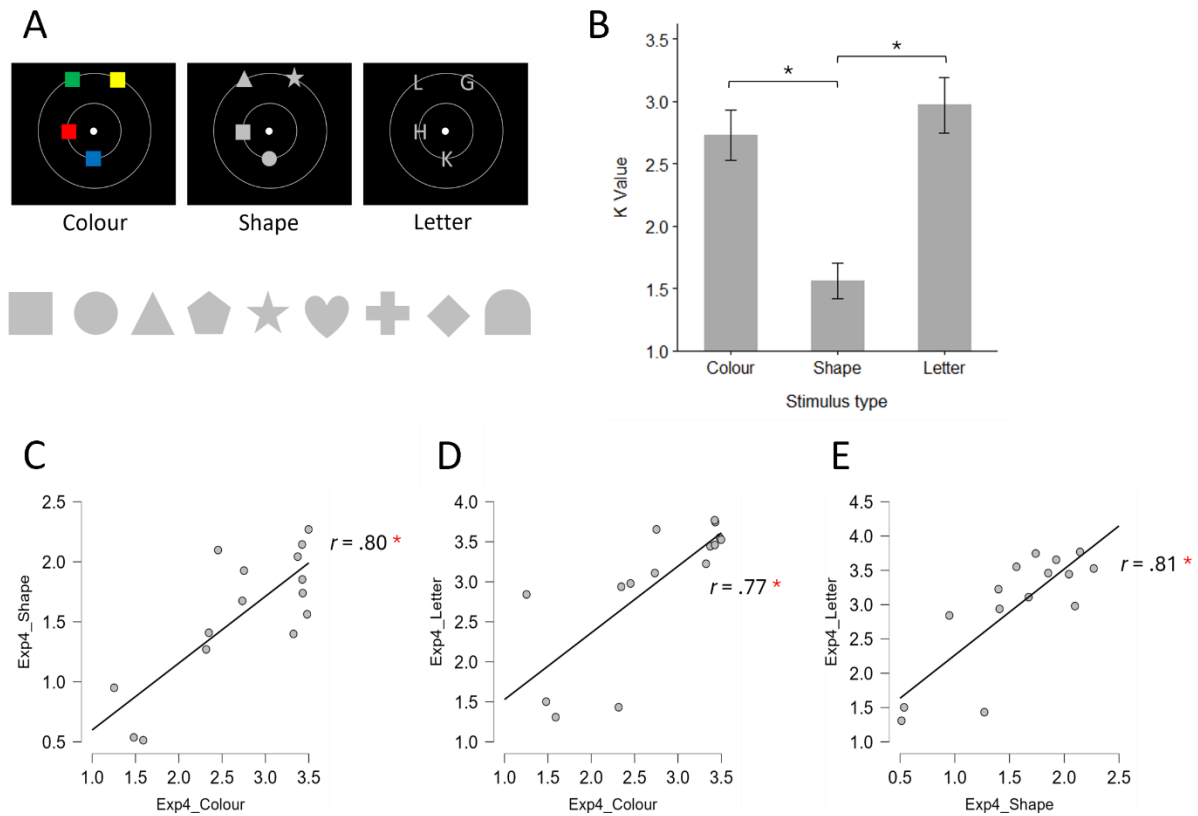 A
L G
H
K
Colour Shape Letter
B
3.5
3.0
2.5
2.0
1.5
1.0
K Value
* *
Colour Shape Letter
Stimulus type
C
2.5
2.0
1.5
1.0
0.5
Exp4_Shape
r = .80 *
1.0 1.5 2.0 2.5 3.0 3.5
Exp4_Colour
D
4.0
3.5
3.0
2.5
2.0
1.5
1.0
Exp4_Letter
r = .77 *
1.0 1.5 2.0 2.5 3.0 3.5
Exp4_Colour
E
4.5
4.0
3.5
3.0
2.5
2.0
1.5
1.0
Exp4_Letter
r = .81 *
0.5 1.0 1.5 2.0 2.5
Exp4_Shape